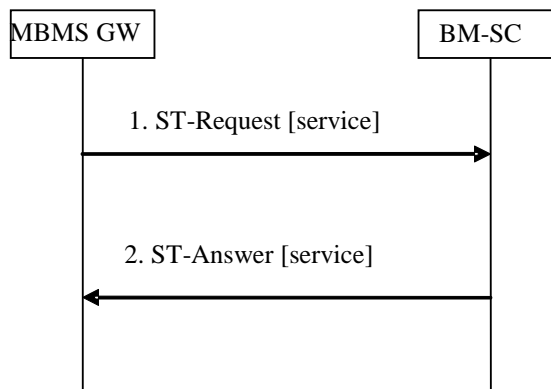 MBMS GW
BM-SC
1. ST-Request [service]
2. ST-Answer [service]